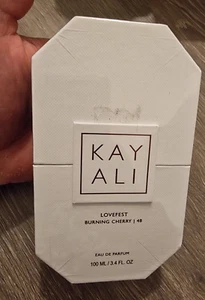 KAY
ALI
LOVEFEST
BURNING CHERRY | 48
EAU DE PARFUM
100 ML / 3.4 FL. OZ